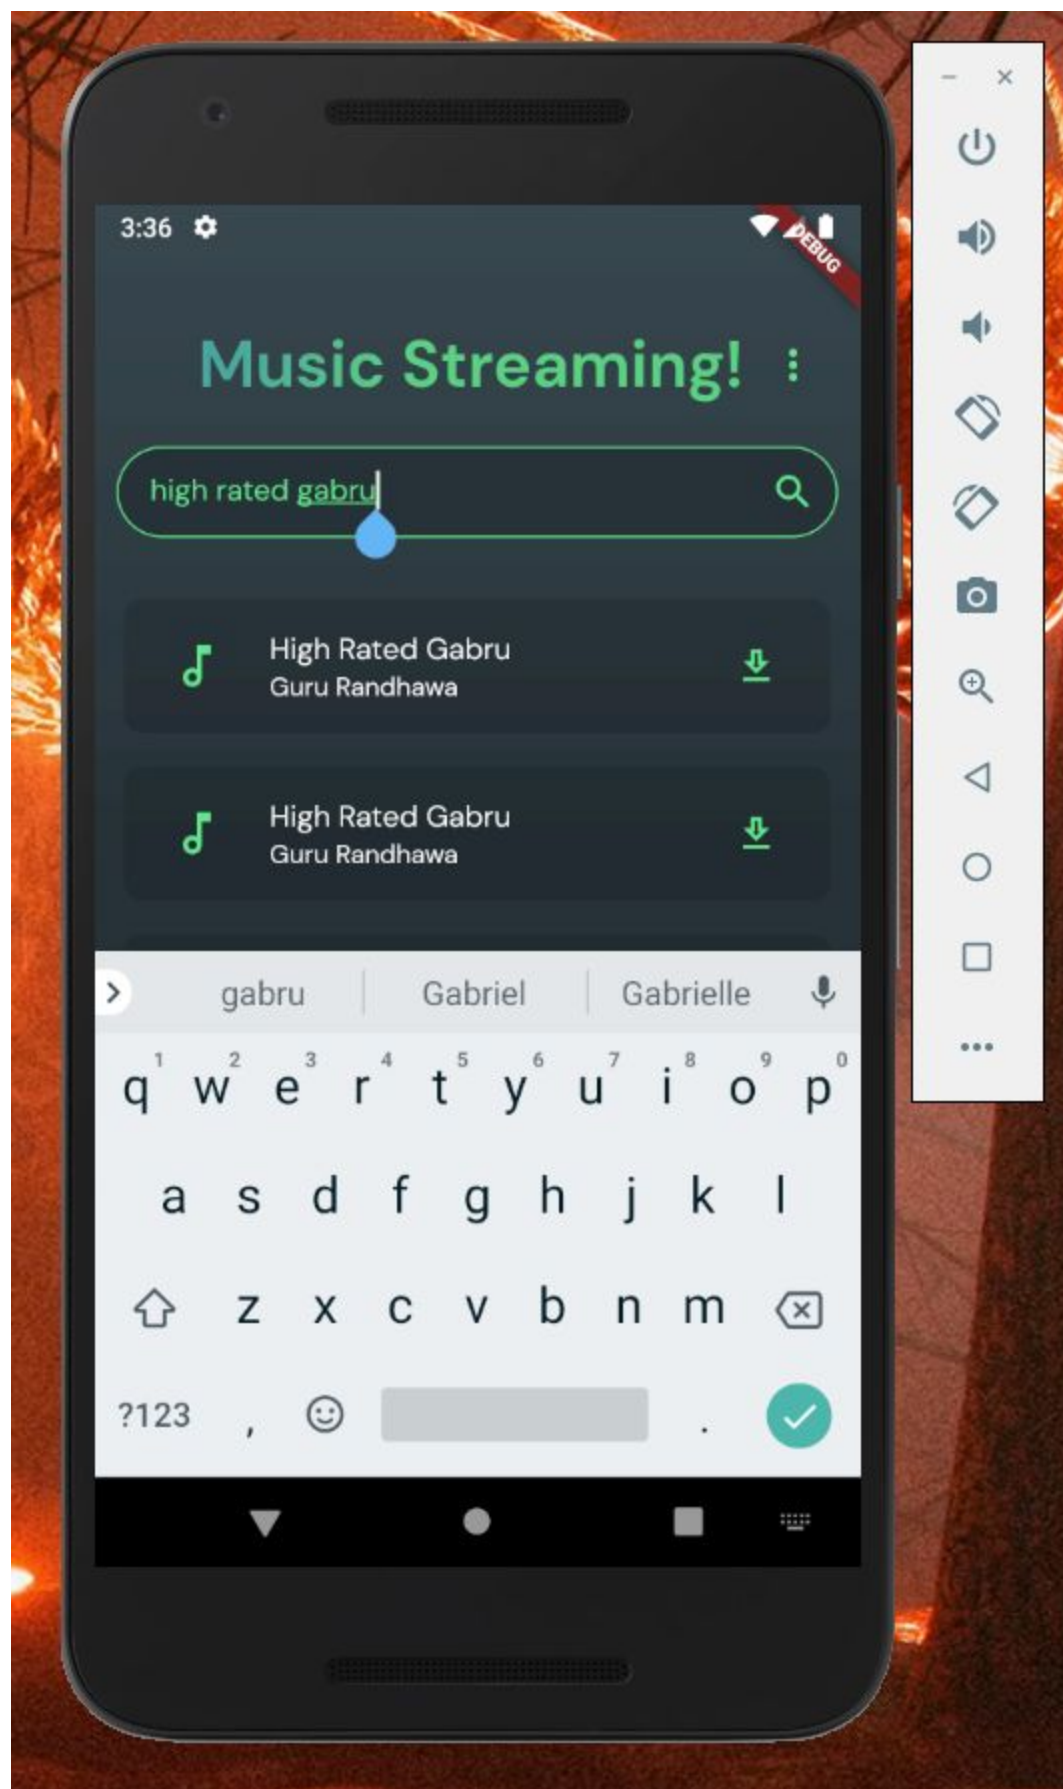 3:36
DEBUG
Music Streaming!
high rated gabru
High Rated Gabru
Guru Randhawa
High Rated Gabru
Guru Randhawa
gabru Gabriel Gabrielle
1 2 3 4 5 6 7 8 9 0
q w e r t y u i o p
a s d f g h j k l
z x c v b n m
?123 , .